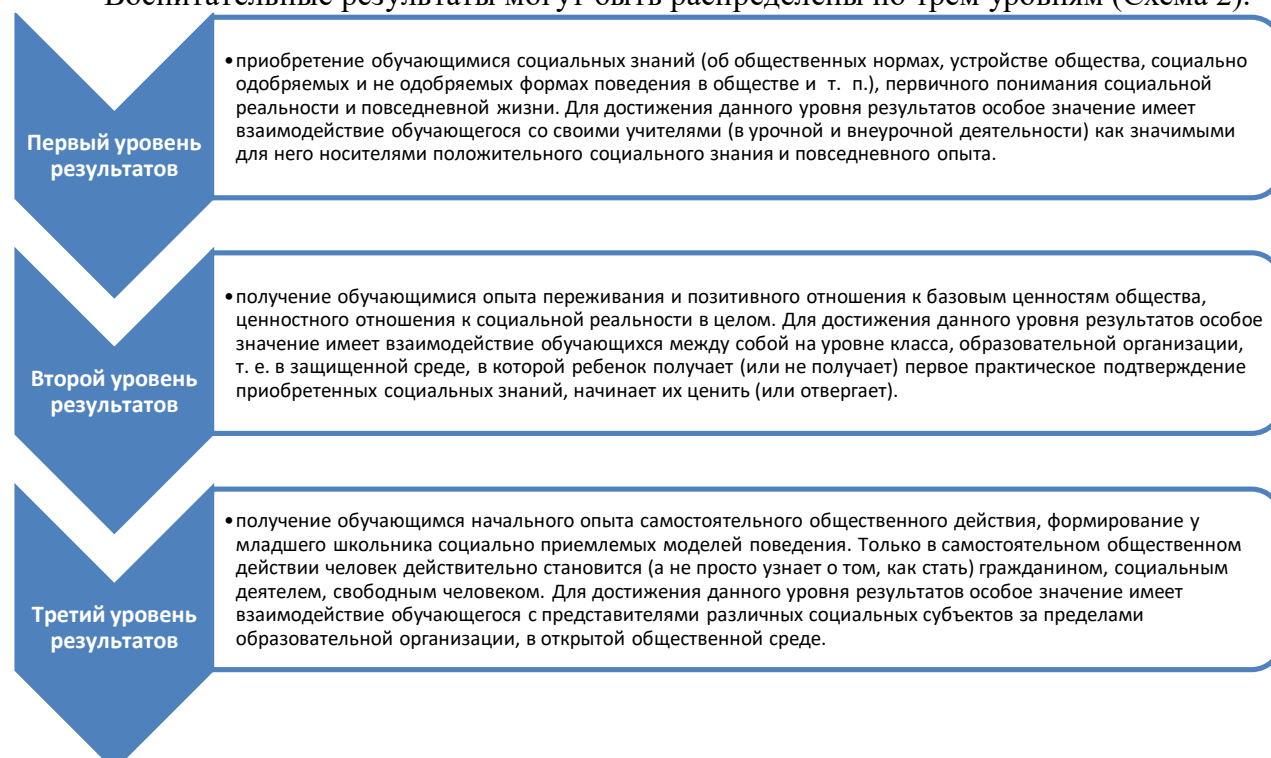 Воспитательные результаты могут быть распределены по трем уровням (Схема 2).
Первый уровень
результатов
•приобретение обучающимися социальных знаний (об общественных нормах, устройстве общества, социально
одобряемых и не одобряемых формах поведения в обществе и т. п.), первичного понимания социальной
реальности и повседневной жизни. Для достижения данного уровня результатов особое значение имеет
взаимодействие обучающегося со своими учителями (в урочной и внеурочной деятельности) как значимыми
для него носителями положительного социального знания и повседневного опыта.
Второй уровень
результатов
•получение обучающимися опыта переживания и позитивного отношения к базовым ценностям общества,
ценностного отношения к социальной реальности в целом. Для достижения данного уровня результатов особое
значение имеет взаимодействие обучающихся между собой на уровне класса, образовательной организации,
т. е. в защищенной среде, в которой ребенок получает (или не получает) первое практическое подтверждение
приобретенных социальных знаний, начинает их ценить (или отвергает).
Третий уровень
результатов
•получение обучающимся начального опыта самостоятельного общественного действия, формирование у
младшего школьника социально приемлемых моделей поведения. Только в самостоятельном общественном
действии человек действительно становится (а не просто узнает о том, как стать) гражданином, социальным
деятелем, свободным человеком. Для достижения данного уровня результатов особое значение имеет
взаимодействие обучающегося с представителями различных социальных субъектов за пределами
образовательной организации, в открытой общественной среде.